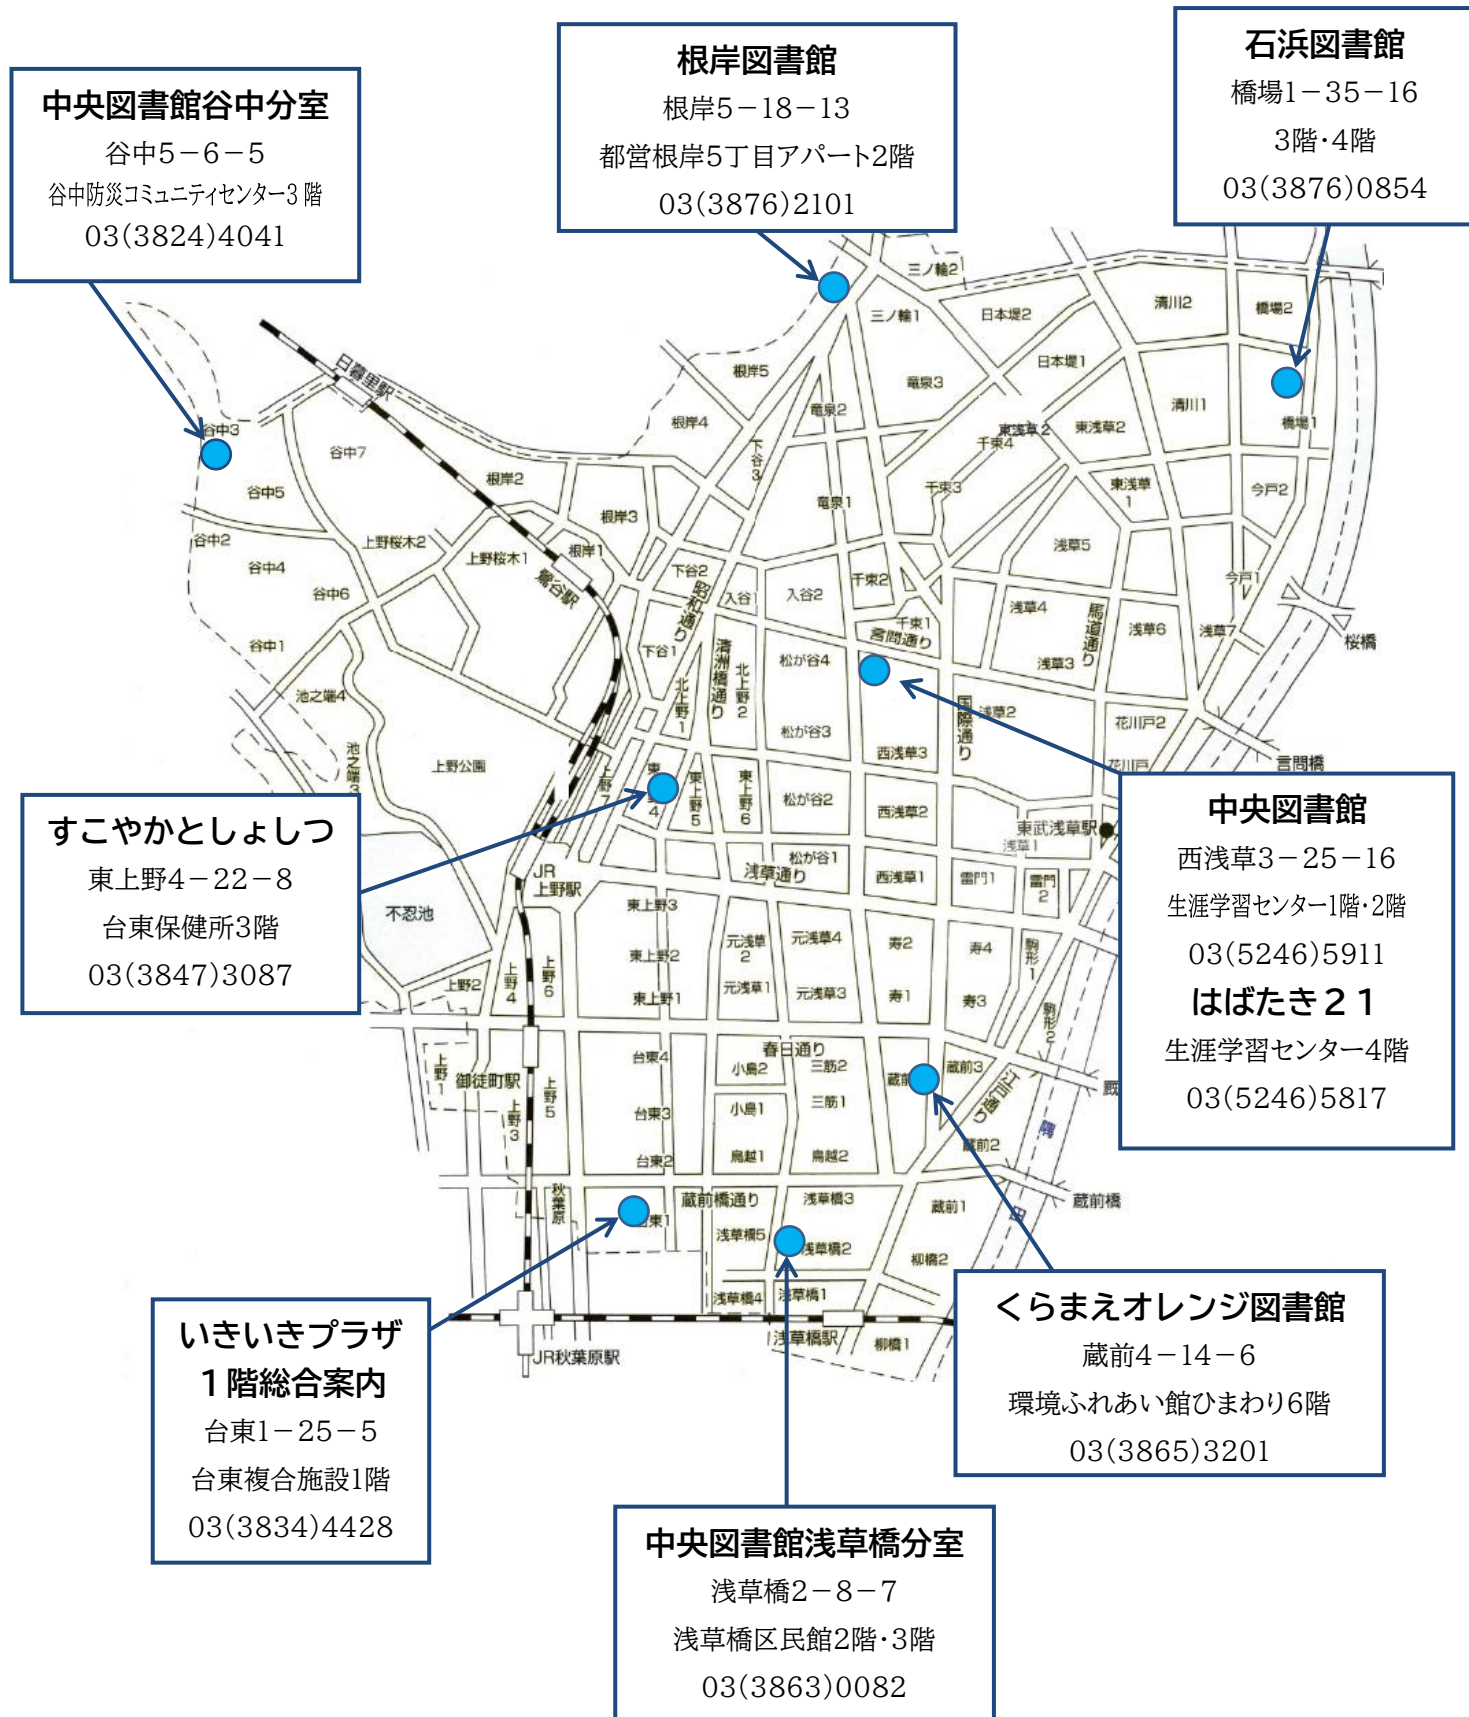 根岸図書館
根岸5－18－13
都営根岸5丁目アパート2階
03(3876)2101
石浜図書館
橋場1－35－16
3階・4階
03(3876)0854
中央図書館谷中分室
谷中5－6－5
谷中防災コミュニティセンター3 階
03(3824)4041
三ノ輪2
三ノ輪1
日本堤2
清川2
橋場2
日暮里駅
根岸5
竜泉3
日本堤1
清川1
橋場1
谷中3
谷中7
根岸4
竜泉2
下谷3
東浅草2
千束4
東浅草2
谷中5
根岸2
根岸3
竜泉1
千束3
東浅草1
今戸2
谷中2
上野桜木2
上野桜木1
根岸1
鶯谷駅
谷中4
谷中6
下谷2
昭和通り
入谷1
入谷2
千束2
千束1
言問通り
浅草5
浅草4
馬道通り
浅草6
今戸1
浅草7
桜橋
谷中1
下谷1
清洲橋通り
北上野2
北上野1
松が谷4
浅草3
池之端4
松が谷3
国際通り
浅草2
花川戸2
言問橋
池之端3
上野公園
上野7
西浅草3
東上野5
東上野6
松が谷2
西浅草2
東武浅草駅
浅草1
すこやかとしょしつ
東上野4－22－8
台東保健所3階
03(3847)3087
中央図書館
西浅草3－25－16
生涯学習センター1階・2階
03(5246)5911
はばたき２１
生涯学習センター4階
03(5246)5817
JR
上野駅
松が谷1
浅草通り
西浅草1
雷門1
雷門2
不忍池
東上野3
東上野2
東上野1
元浅草2
元浅草4
元浅草1
元浅草3
寿2
寿4
寿1
寿3
駒形1
駒形2
上野2
上野4
上野6
春日通り
上野1
御徒町駅
上野3
上野5
台東4
台東3
台東2
小島2
小島1
鳥越1
三筋2
三筋1
鳥越2
蔵前3
江戸通り
蔵前2
隅
田
秋葉原
蔵前橋通り
浅草橋3
蔵前1
蔵前橋
浅草橋5
浅草橋2
柳橋2
浅草橋4
浅草橋1
浅草橋駅
柳橋1
JR秋葉原駅
いきいきプラザ
１階総合案内
台東1－25－5
台東複合施設1階
03(3834)4428
くらまえオレンジ図書館
蔵前4－14－6
環境ふれあい館ひまわり6階
03(3865)3201
中央図書館浅草橋分室
浅草橋2－8－7
浅草橋区民館2階・3階
03(3863)0082